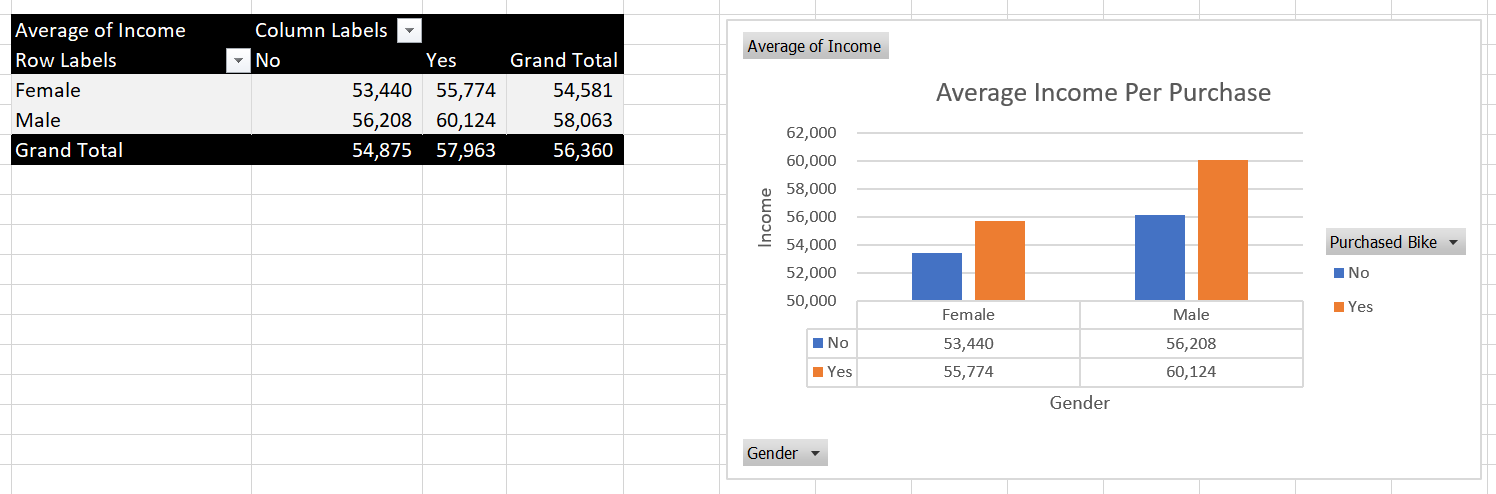 Average of Income Column Labels
Row Labels No Yes Grand Total
Female 53,440 55,774 54,581
Male 56,208 60,124 58,063
Grand Total 54,875 57,963 56,360
Average of Income
Average Income Per Purchase
62,000
60,000
58,000
56,000
54,000
52,000
50,000
Income
Female Male
No 53,440 56,208
Yes 55,774 60,124
Gender
Purchased Bike
No
Yes
Gender